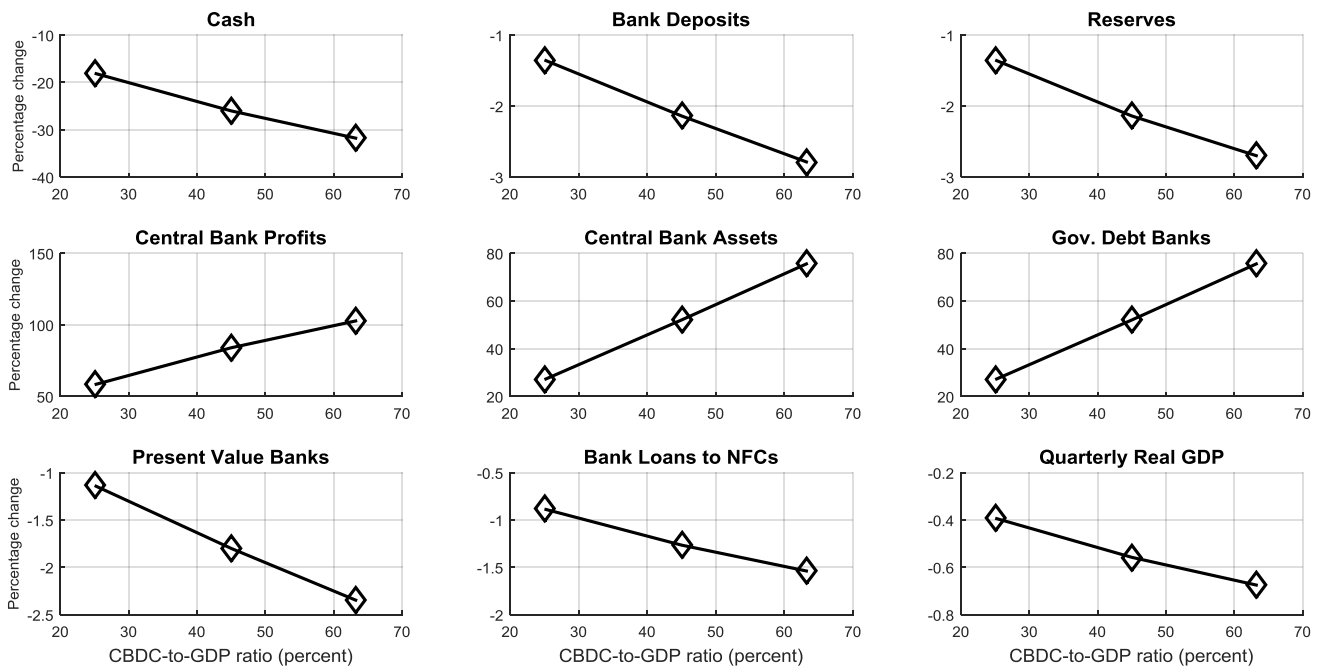 Cash
Bank Deposits
Reserves
Percentage change
-10
-20
-30
-40
20 30 40 50 60 70
-1
-2
-3
20 30 40 50 60 70
-1
-2
-3
20 30 40 50 60 70
Central Bank Profits
Central Bank Assets
Gov. Debt Banks
Percentage change
150
100
50
20 30 40 50 60 70
80
60
40
20
20 30 40 50 60 70
80
60
40
20
20 30 40 50 60 70
Present Value Banks
Bank Loans to NFCs
Quarterly Real GDP
Percentage change
-1
-1.5
-2
-2.5
20 30 40 50 60 70
CBDC-to-GDP ratio (percent)
-0.5
-1
-1.5
-2
20 30 40 50 60 70
CBDC-to-GDP ratio (percent)
-0.2
-0.4
-0.6
-0.8
20 30 40 50 60 70
CBDC-to-GDP ratio (percent)